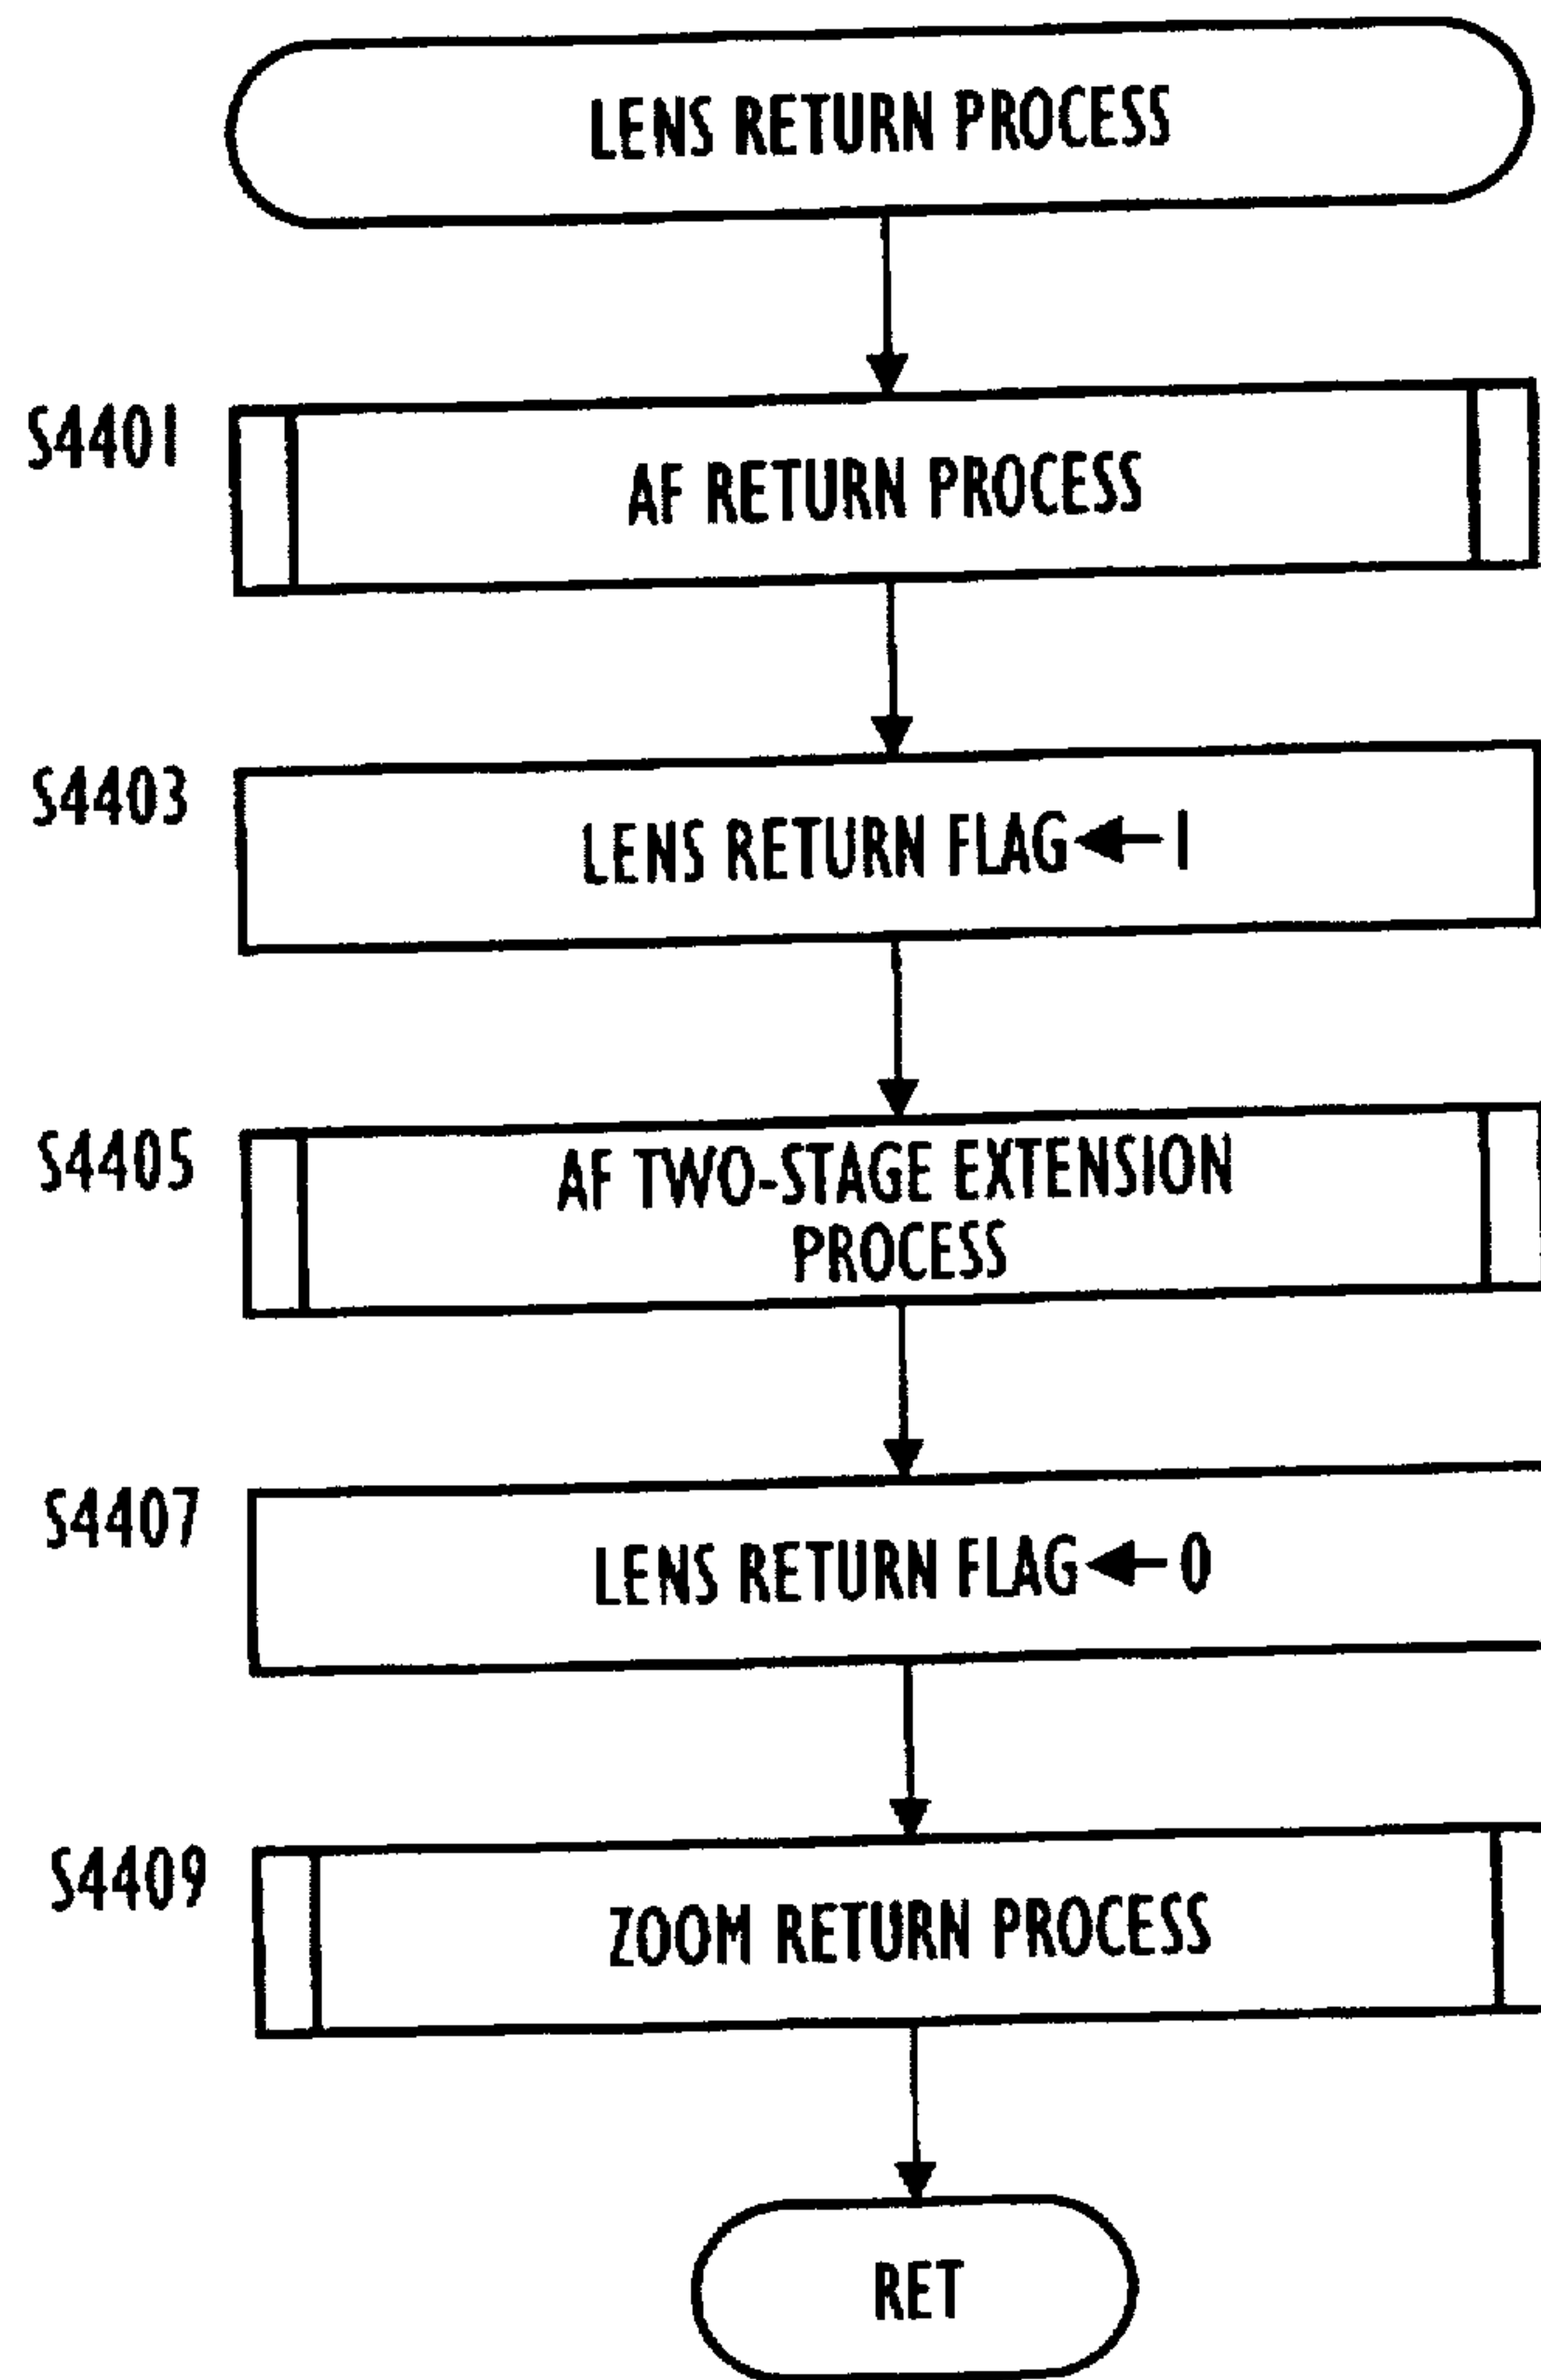 LENS RETURN PROCESS
S4401
AF RETURN PROCESS
S4403
LENS RETURN FLAG ← 1
S4405
AF TWO-STAGE EXTENSION
PROCESS
S4407
LENS RETURN FLAG ← 0
S4409
ZOOM RETURN PROCESS
RET